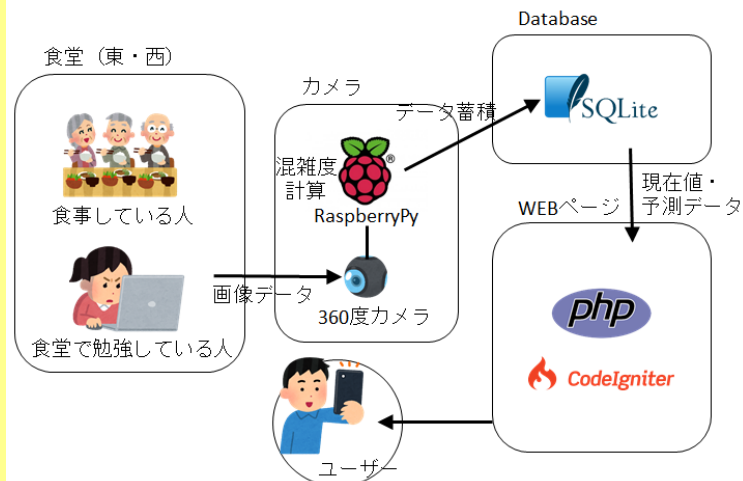 食堂（東・西）
食事している人
食堂で勉強している人
画像データ
カメラ
混雑度
計算
RaspberryPy
360度カメラ
データ蓄積
Database
SQLite
現在値・
予測データ
WEBページ
php
CodeIgniter
ユーザー